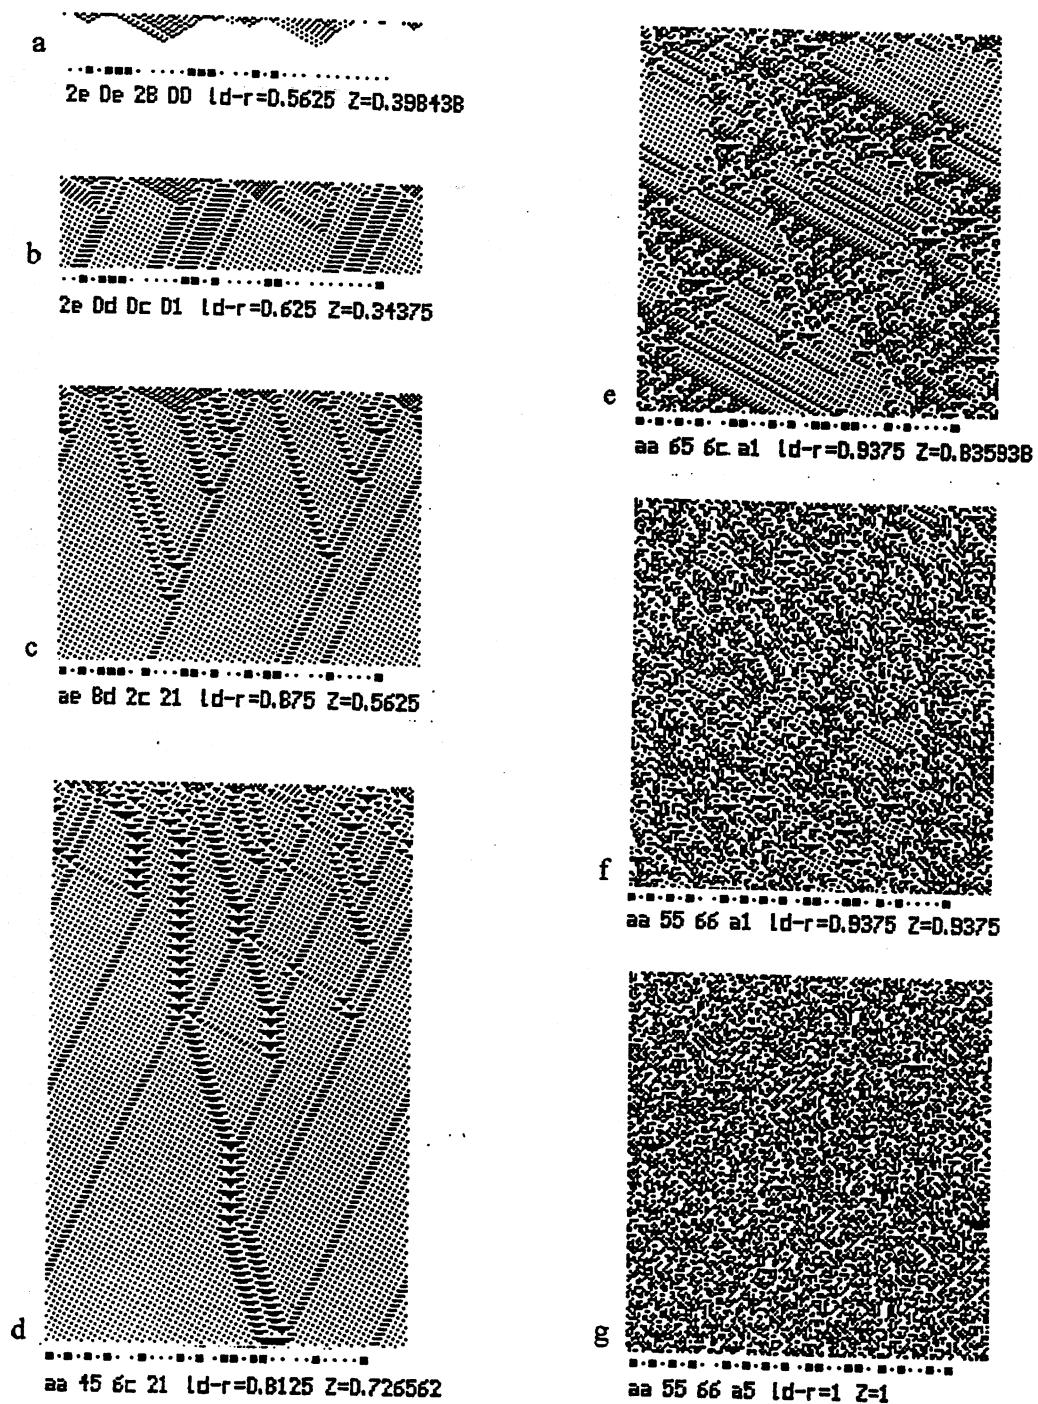 a
2e 0e 28 00 ld-r=0.5625 Z=0.398438
b
2e 0d 0c 01 ld-r=0.625 Z=0.34375
c
ae 8d 2c 21 ld-r=0.875 Z=0.5625
d
aa 45 6c 21 ld-r=0.8125 Z=0.726562
e
aa 65 6c a1 ld-r=0.9375 Z=0.835938
f
aa 55 66 a1 ld-r=0.9375 Z=0.9375
g
aa 55 66 a5 ld-r=1 Z=1